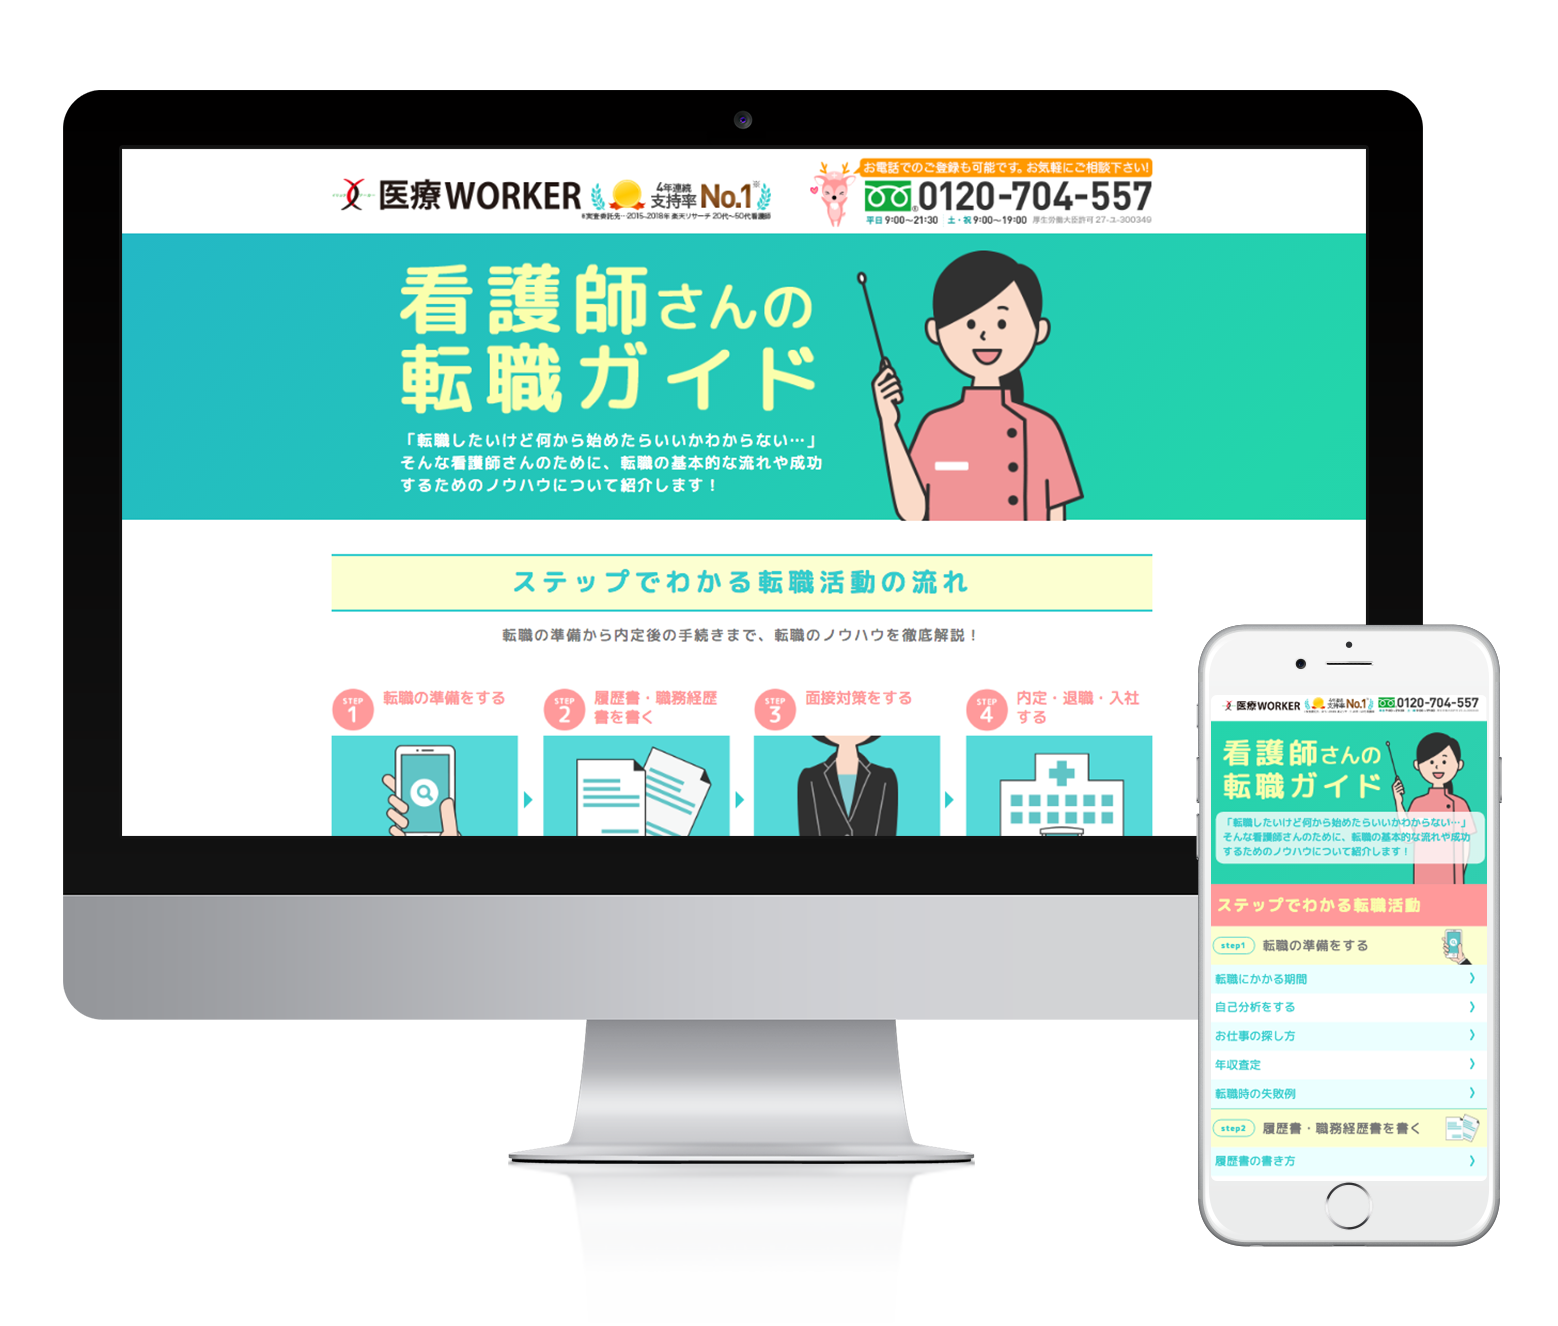 医療WORKER
4年連続
支持率 No.1※
※実査委託先…2015-2018年 楽天リサーチ 20代〜50代看護師
お電話でのご登録も可能です。お気軽にご相談下さい!
0120-704-557
平日 9:00〜21:30 土・祝 9:00〜19:00 厚生労働大臣許可 27-ユ-300349
看護師さんの
転職ガイド
「転職したいけど何から始めたらいいかわからない…」
そんな看護師さんのために、転職の基本的な流れや成功
するためのノウハウについて紹介します！
ステップでわかる転職活動の流れ
転職の準備から内定後の手続きまで、転職のノウハウを徹底解説！
STEP 1 転職の準備をする
STEP 2 履歴書・職務経歴
書を書く
STEP 3 面接対策をする
STEP 4 内定・退職・入社
する
医療WORKER
支持率 No.1
0120-704-557
看護師さんの
転職ガイド
「転職したいけど何から始めたらいいかわからない…」
そんな看護師さんのために、転職の基本的な流れや成功
するためのノウハウについて紹介します！
ステップでわかる転職活動
step1 転職の準備をする
転職にかかる期間
自己分析をする
お仕事の探し方
年収査定
転職時の失敗例
step2 履歴書・職務経歴書を書く
履歴書の書き方